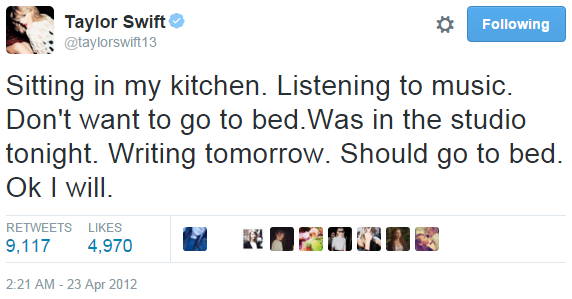 Taylor Swift
@taylorswift13
Following
Sitting in my kitchen. Listening to music.
Don't want to go to bed.Was in the studio
tonight. Writing tomorrow. Should go to bed.
Ok I will.
RETWEETS LIKES
9,117 4,970
2:21 AM - 23 Apr 2012